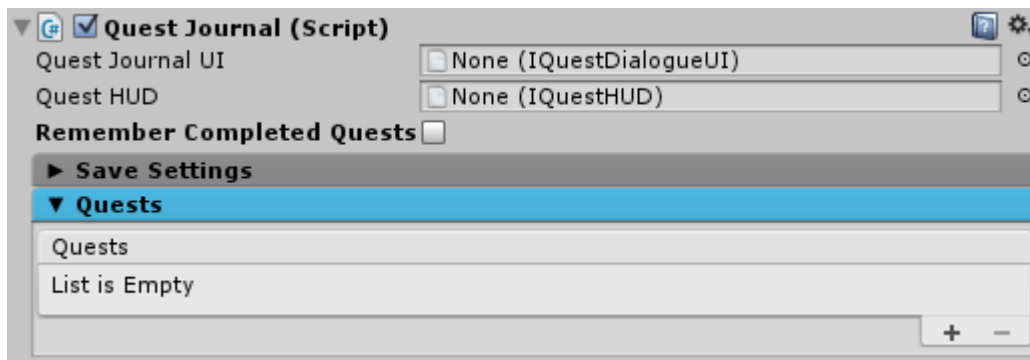 Quest Journal (Script)
Quest Journal UI None (IQuestDialogueUI)
Quest HUD None (IQuestHUD)
Remember Completed Quests
Save Settings
Quests
Quests
List is Empty